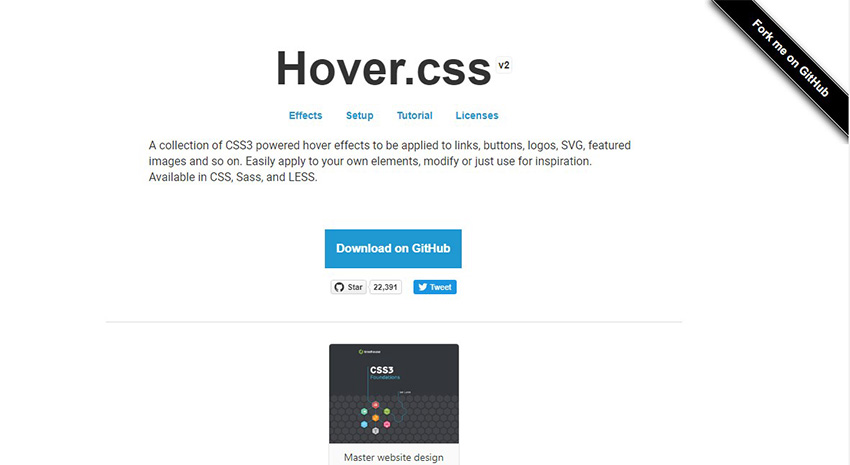 Fork me on GitHub
Hover.css v2
Effects Setup Tutorial Licenses
A collection of CSS3 powered hover effects to be applied to links, buttons, logos, SVG, featured
images and so on. Easily apply to your own elements, modify or just use for inspiration.
Available in CSS, Sass, and LESS.
Download on GitHub
Star 22,391 Tweet
treehouse
CSS3
Foundations
Master website design